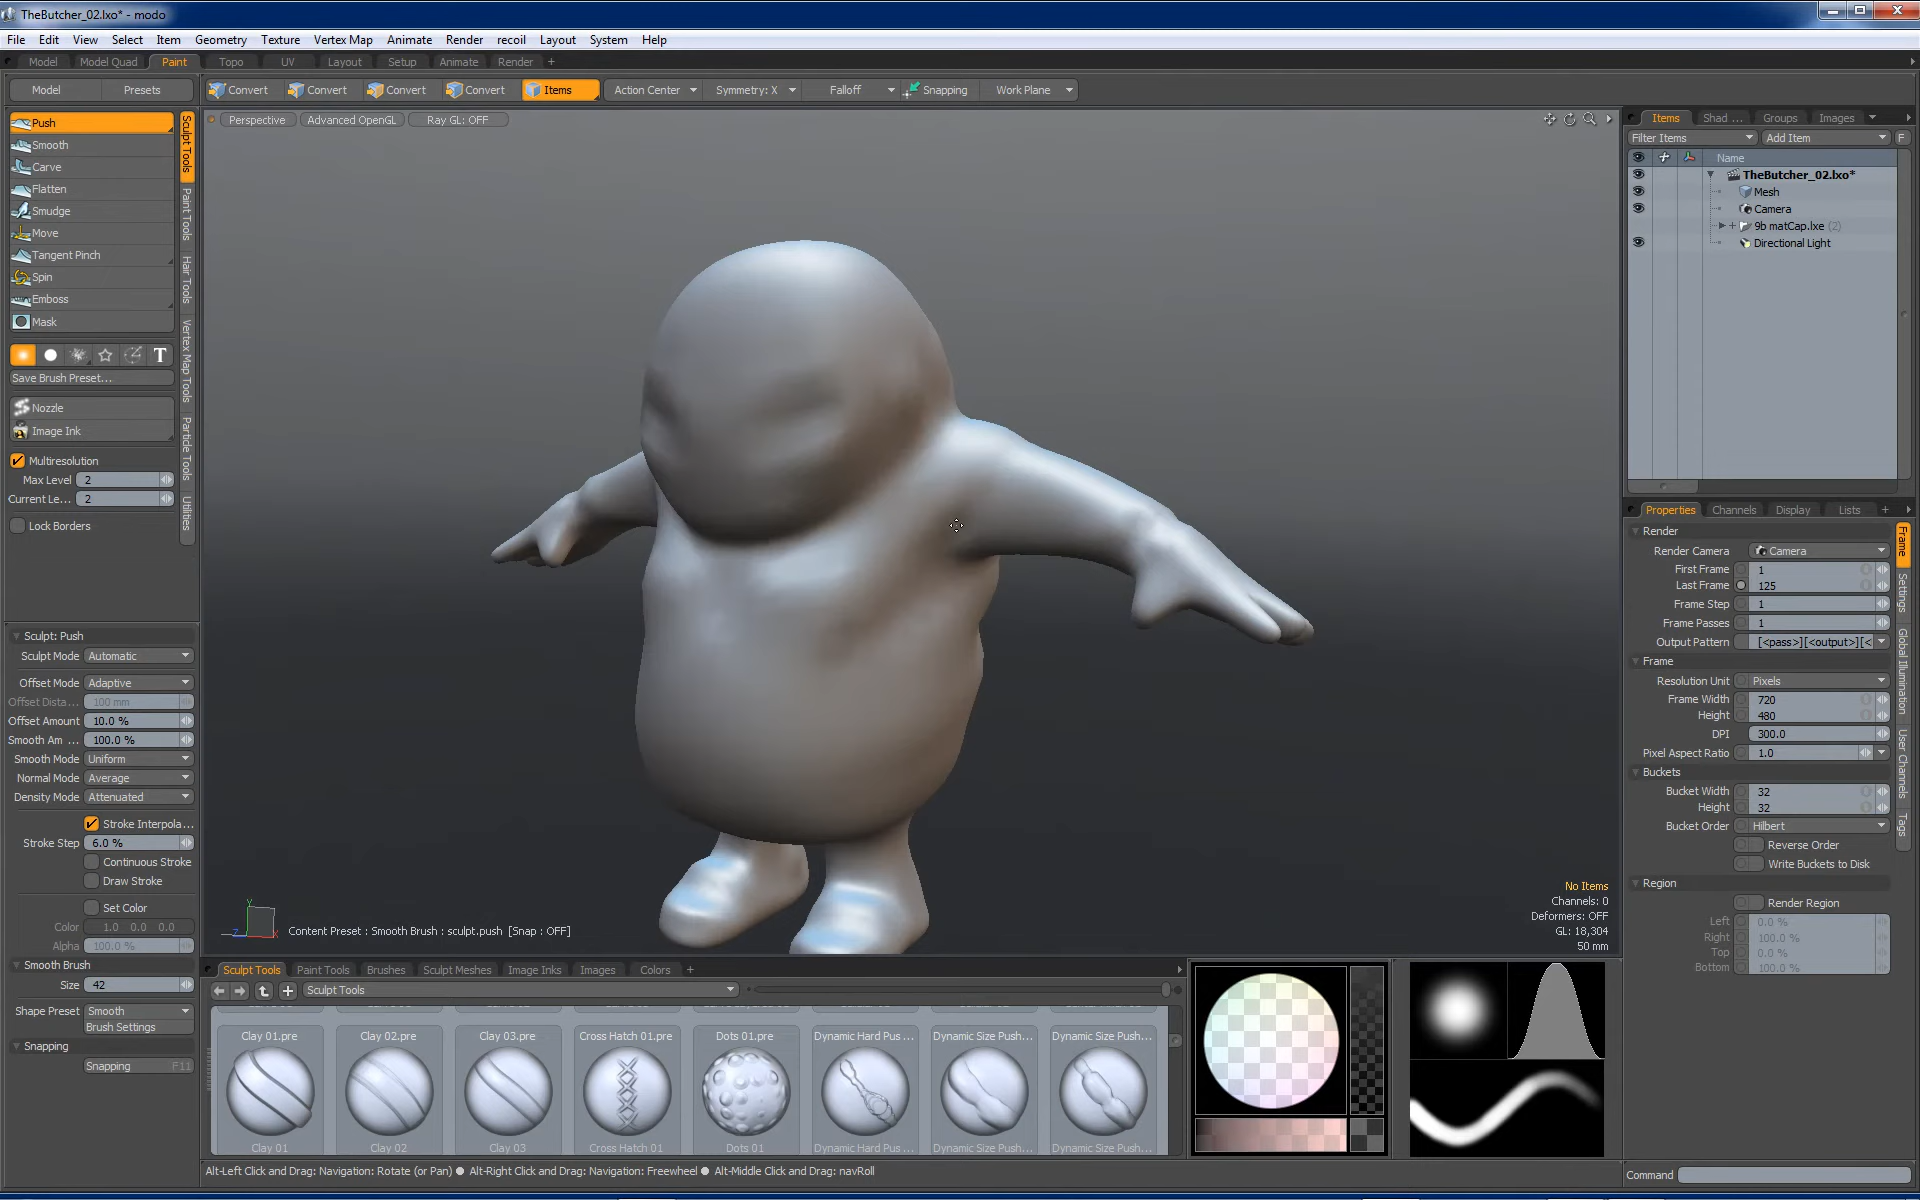 TheButcher_02.lxo* - modo
File Edit View Select Item Geometry Texture Vertex Map Animate Render recoil Layout System Help
Model Model Quad Paint Topo UV Layout Setup Animate Render +
Model Presets Convert Convert Convert Convert Items Action Center Symmetry: X Falloff Snapping Work Plane
Perspective Advanced OpenGL Ray GL: OFF
Push
Smooth
Carve
Flatten
Smudge
Move
Tangent Pinch
Spin
Emboss
Mask
T
Save Brush Preset...
Nozzle
Image Ink
Multiresolution
Max Level 2
Current Le... 2
Lock Borders
Sculpt Tools
Paint Tools
Hair Tools
Vertex Map Tools
Particle Tools
Utilities
Sculpt: Push
Sculpt Mode Automatic
Offset Mode Adaptive
Offset Dista... 100 mm
Offset Amount 10.0 %
Smooth Am ... 100.0 %
Smooth Mode Uniform
Normal Mode Average
Density Mode Attenuated
Stroke Interpola...
Stroke Step 6.0 %
Continuous Stroke
Draw Stroke
Set Color
Color 1.0 0.0 0.0
Alpha 100.0 %
Smooth Brush
Size 42
Shape Preset Smooth
Brush Settings
Snapping
Snapping F11
Y
Z X
Content Preset : Smooth Brush : sculpt.push [Snap : OFF]
No Items
Channels: 0
Deformers: OFF
GL: 18,304
50 mm
Sculpt Tools Paint Tools Brushes Sculpt Meshes Image Inks Images Colors +
Sculpt Tools
Clay 01.pre Clay 02.pre Clay 03.pre Cross Hatch 01.pre Dots 01.pre Dynamic Hard Pus ... Dynamic Size Push... Dynamic Size Push...
Clay 01 Clay 02 Clay 03 Cross Hatch 01 Dots 01 Dynamic Hard Pus ... Dynamic Size Push... Dynamic Size Push...
Alt-Left Click and Drag: Navigation: Rotate (or Pan) ● Alt-Right Click and Drag: Navigation: Freewheel ● Alt-Middle Click and Drag: navRoll
Items Shad ... Groups Images
Filter Items Add Item F
Name
TheButcher_02.lxo*
Mesh
Camera
9b matCap.lxe (2)
Directional Light
Properties Channels Display Lists +
Render
Render Camera Camera
First Frame 1
Last Frame 125
Frame Step 1
Frame Passes 1
Output Pattern [<pass>][<output>][<
Frame
Resolution Unit Pixels
Frame Width 720
Height 480
DPI 300.0
Pixel Aspect Ratio 1.0
Buckets
Bucket Width 32
Height 32
Bucket Order Hilbert
Reverse Order
Write Buckets to Disk
Region
Render Region
Left 0.0 %
Right 100.0 %
Top 0.0 %
Bottom 100.0 %
Frame
Settings
Global Illumination
User Channels
Tags
Command